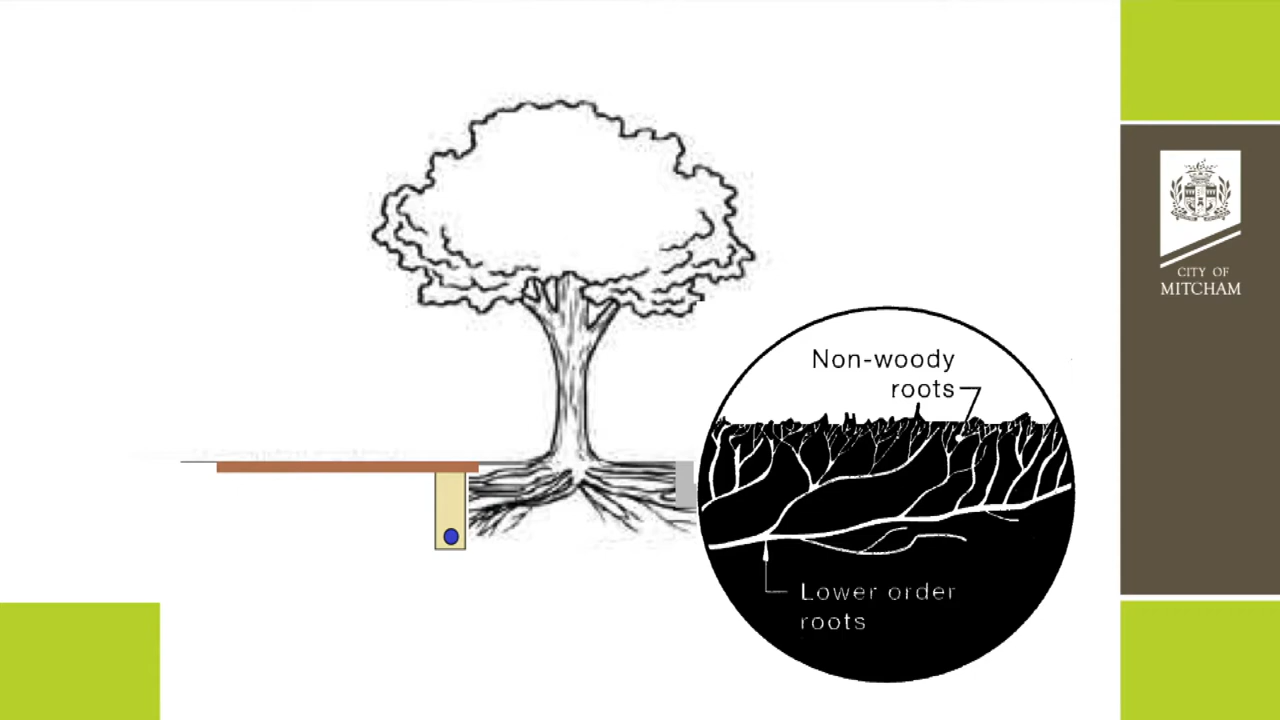 CITY OF
MITCHAM
Non-woody
roots
Lower order
roots